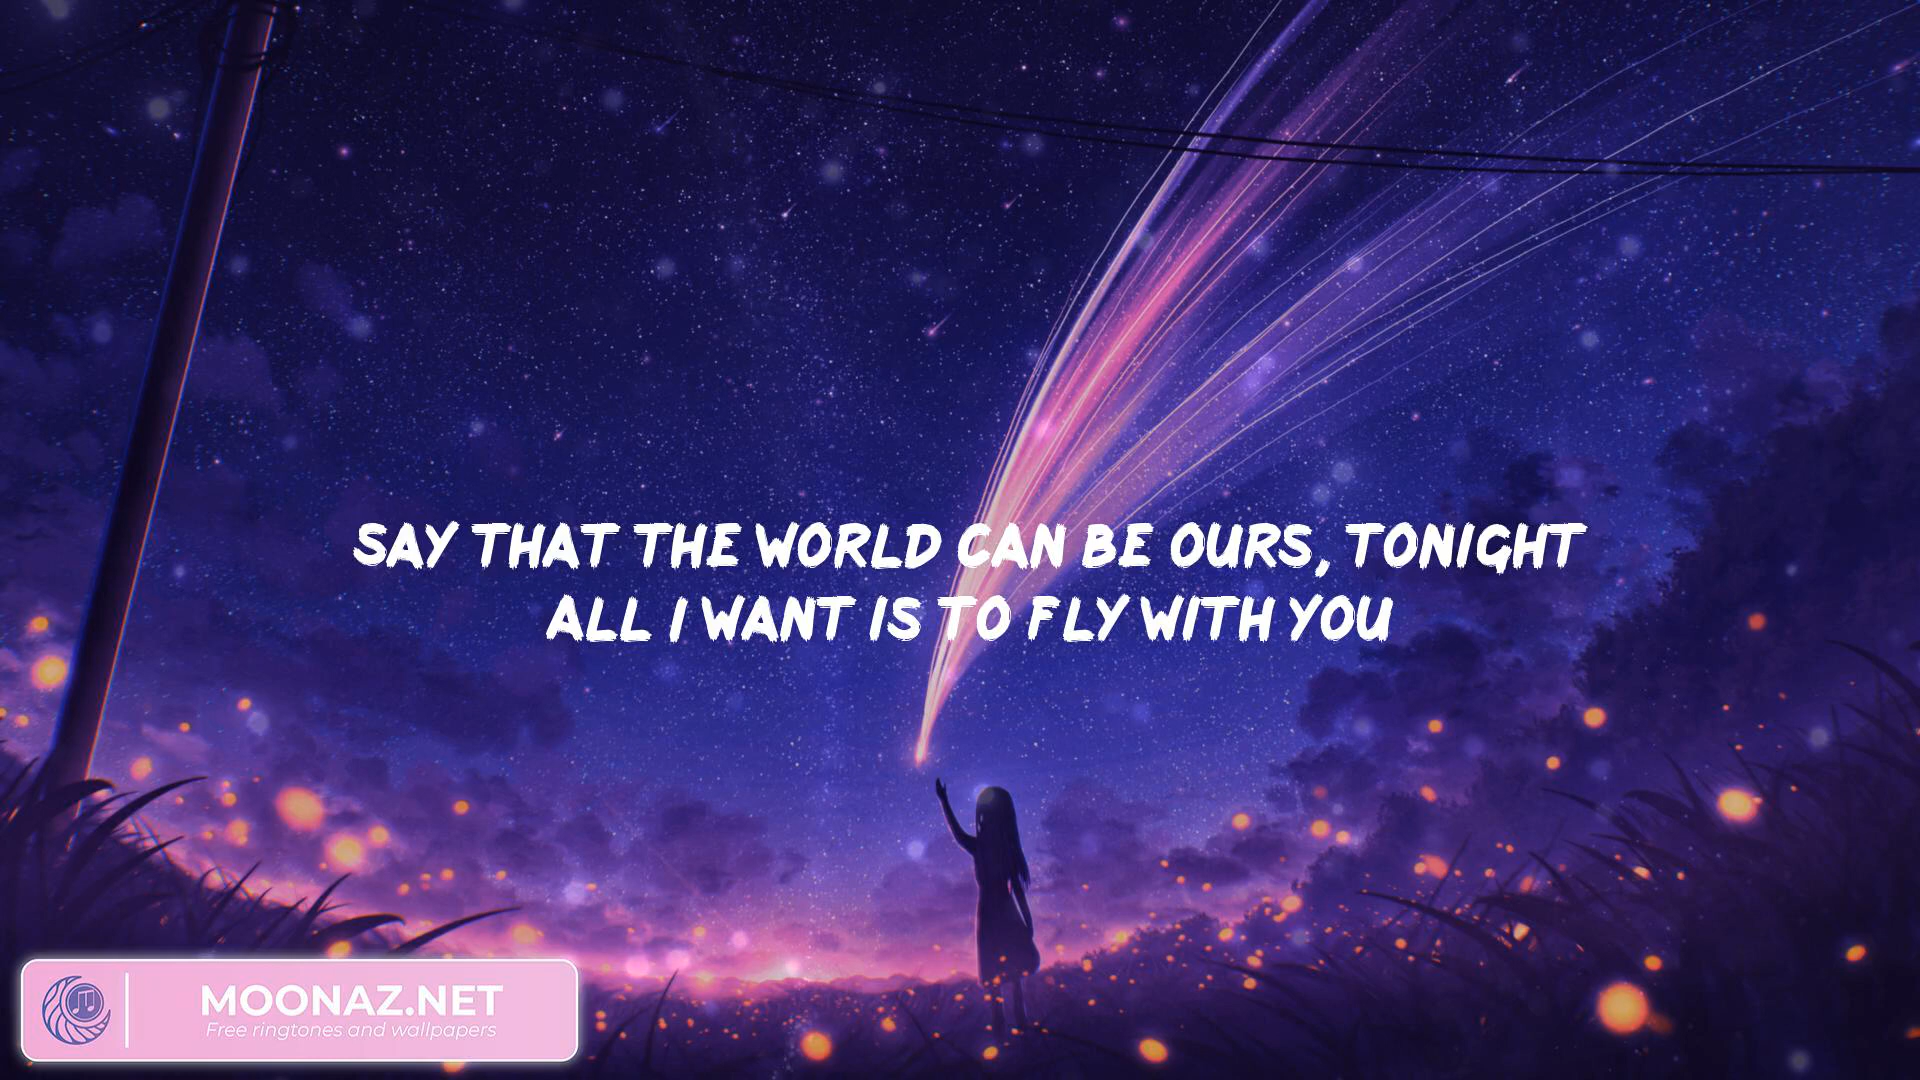 SAY THAT THE WORLD CAN BE OURS, TONIGHT
ALL I WANT IS TO FLY WITH YOU
MOONAZ.NET
Free ringtones and wallpapers